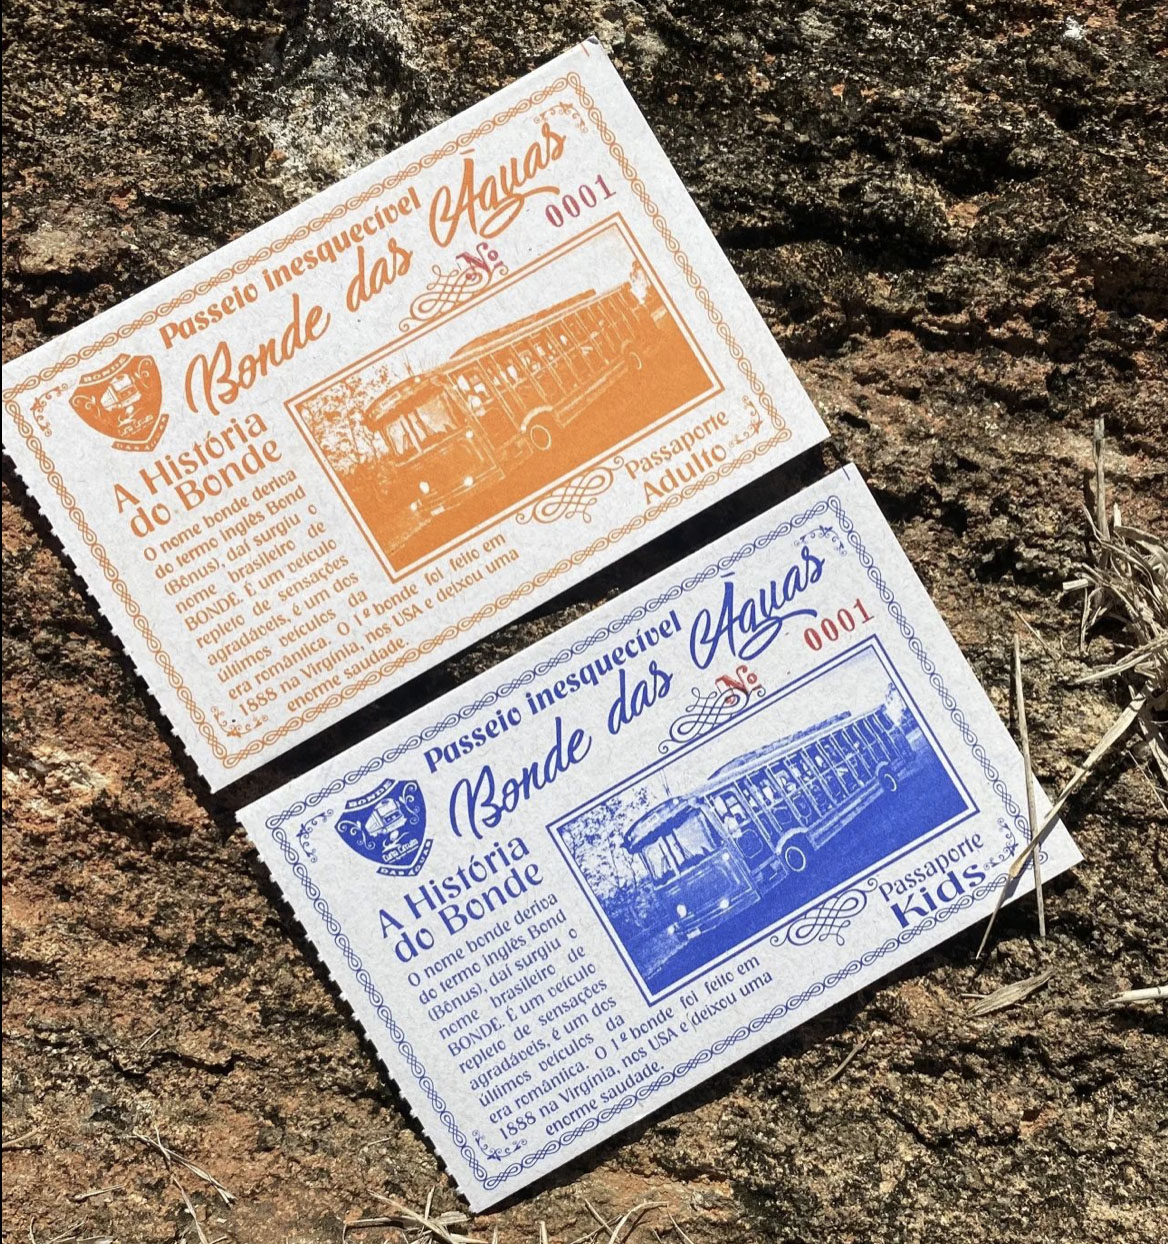 Passeio inesquecível
Bonde das Águas
Nº 0001
A História
do Bonde
O nome bonde deriva
do termo inglês Bond
(Bônus), daí surgiu o
nome brasileiro de
BONDE. É um veículo
repleto de sensações
agradáveis, é um dos
últimos veículos da
era romântica. O 1º bonde foi feito em
1888 na Virgínia, nos USA e deixou uma
enorme saudade.
Passaporte
Adulto
Passeio inesquecível
Bonde das Águas
Nº 0001
BONDE
DAS ÁGUAS
A História
do Bonde
O nome bonde deriva
do termo inglês Bond
(Bônus), daí surgiu o
nome brasileiro de
BONDE. É um veículo
repleto de sensações
agradáveis, é um dos
últimos veículos da
era romântica. O 1º bonde foi feito em
1888 na Virgínia, nos USA e deixou uma
enorme saudade.
Passaporte
Kids